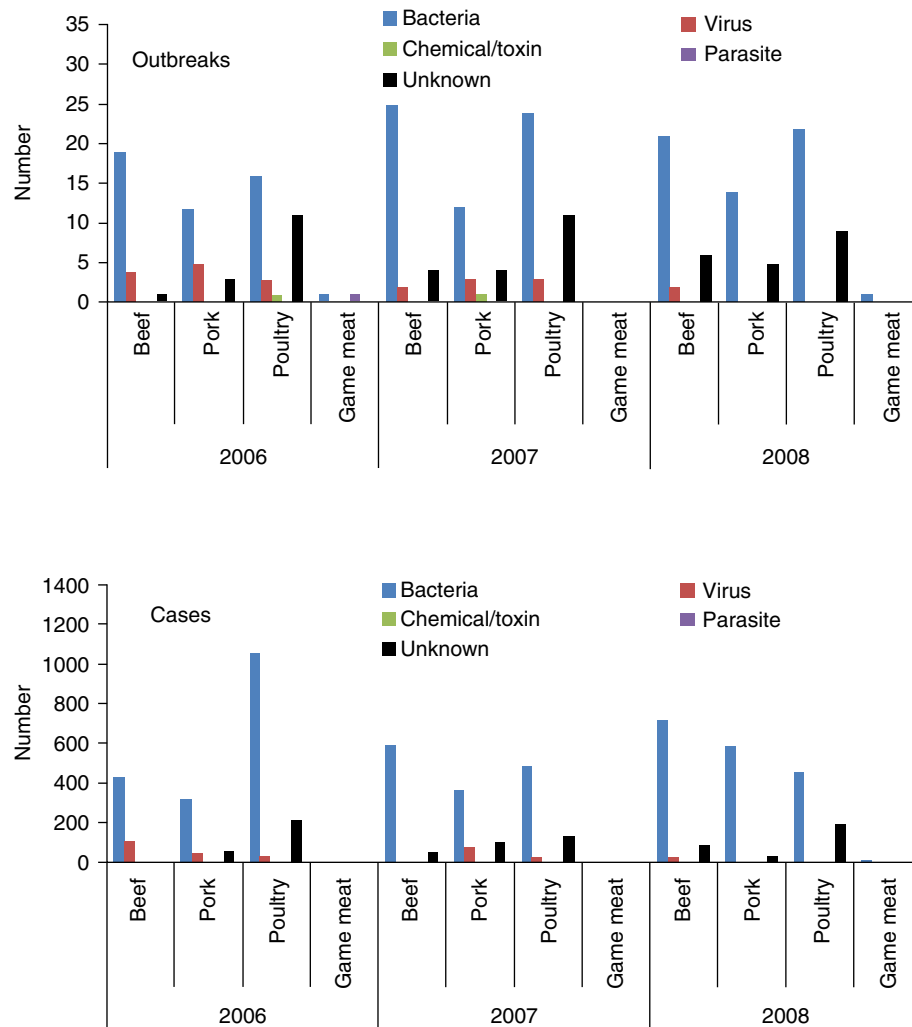 35
30
25
20
15
10
5
0
Number
Outbreaks
Bacteria
Chemical/toxin
Unknown
Virus
Parasite
Beef
Pork
Poultry
Game meat
Beef
Pork
Poultry
Game meat
Beef
Pork
Poultry
Game meat
2006
2007
2008
1400
1200
1000
800
600
400
200
0
Number
Cases
Bacteria
Chemical/toxin
Unknown
Virus
Parasite
Beef
Pork
Poultry
Game meat
Beef
Pork
Poultry
Game meat
Beef
Pork
Poultry
Game meat
2006
2007
2008